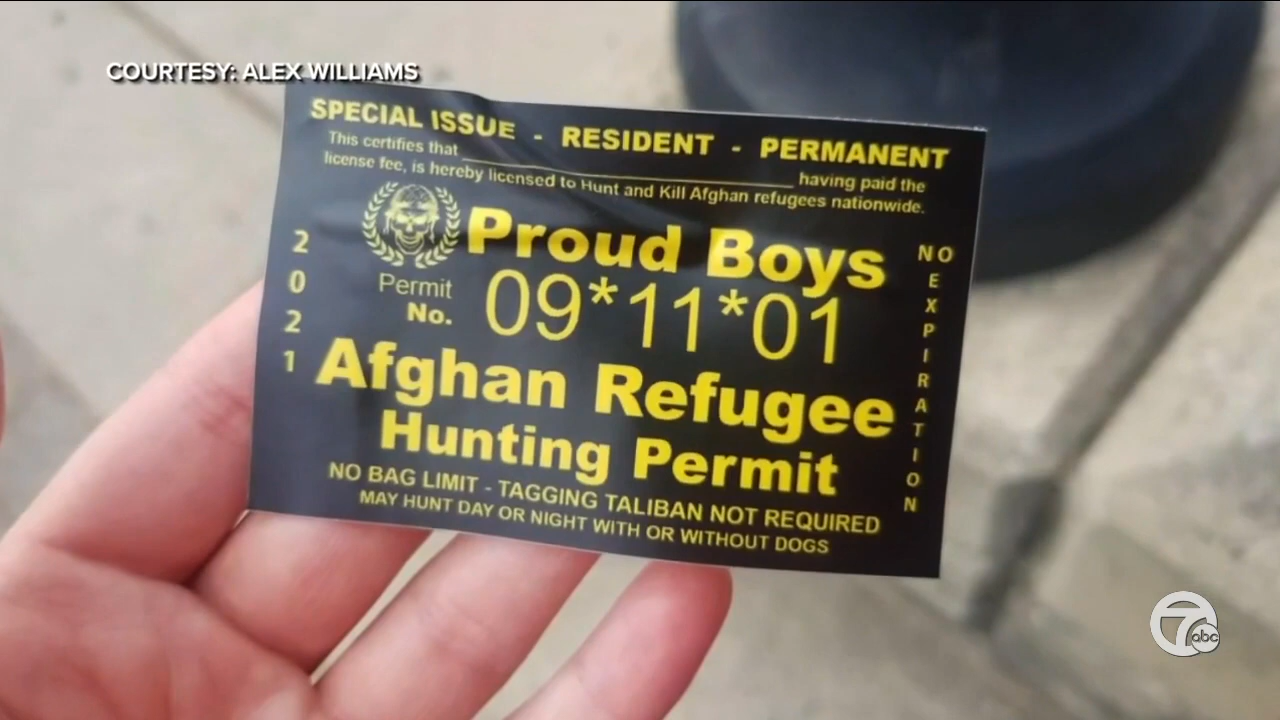 COURTESY: ALEX WILLIAMS
SPECIAL ISSUE - RESIDENT - PERMANENT
This certifies that ____________________ having paid the
license fee, is hereby licensed to Hunt and Kill Afghan refugees nationwide.
2021
Proud Boys
Permit No. 09*11*01
Afghan Refugee
Hunting Permit
NO BAG LIMIT - TAGGING TALIBAN NOT REQUIRED
MAY HUNT DAY OR NIGHT WITH OR WITHOUT DOGS
NO EXPIRATION
7 abc